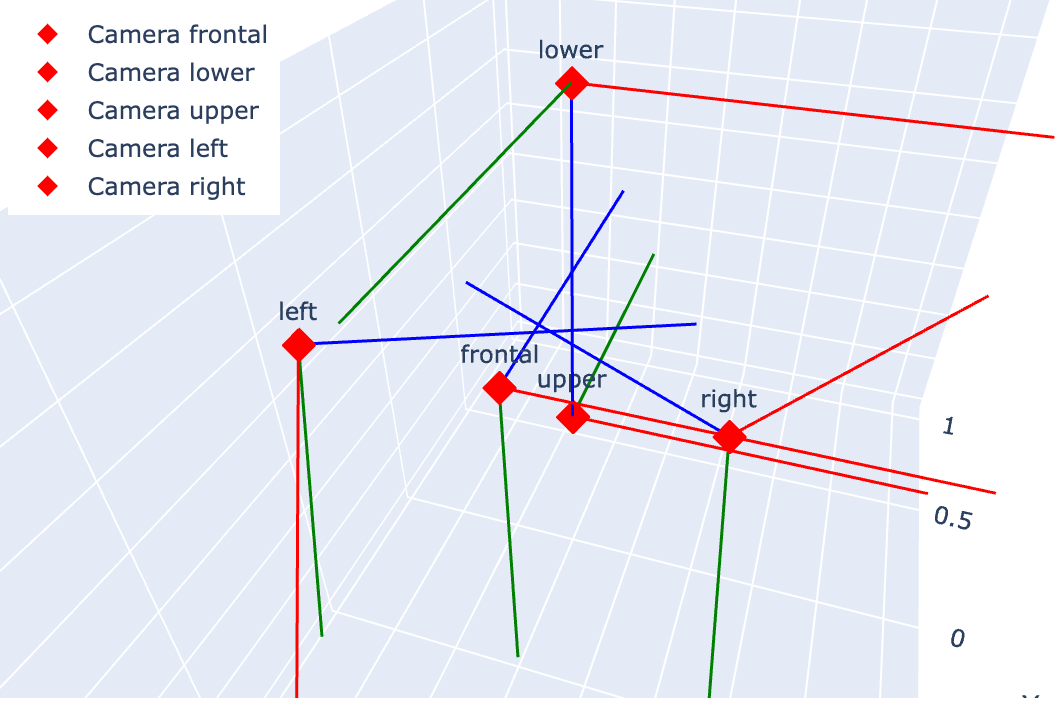 Camera frontal
Camera lower
Camera upper
Camera left
Camera right
lower
left
frontal
upper
right
1
0.5
0